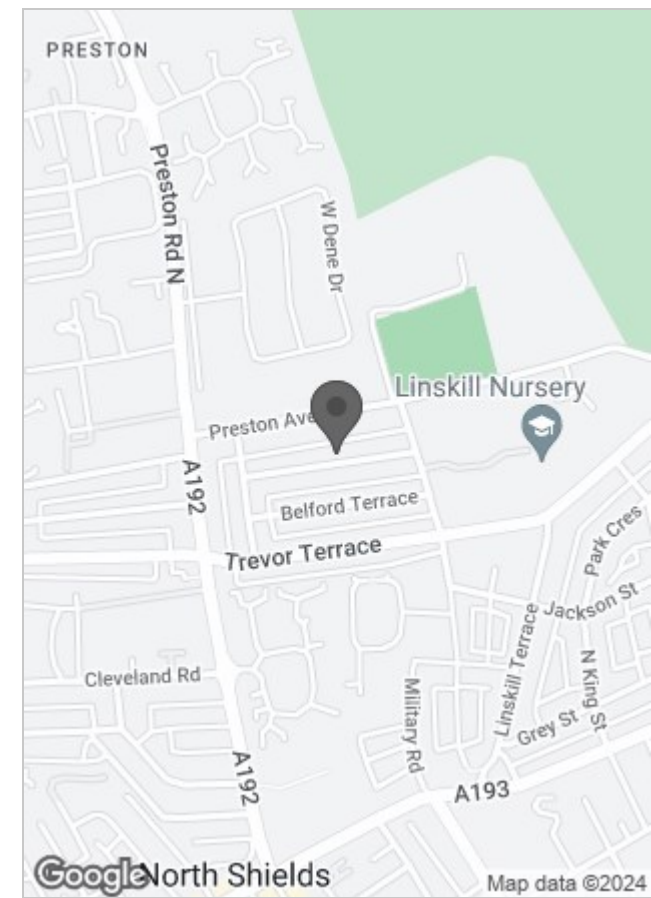 PRESTON
Preston Rd N
W Dene Dr
Linskill Nursery
Preston Ave
A192
Belford Terrace
Trevor Terrace
Park Cres
Jackson St
Linskill Terrace
N King St
Cleveland Rd
Military Rd
Grey St
A192
A193
Google
North Shields
Map data ©2024